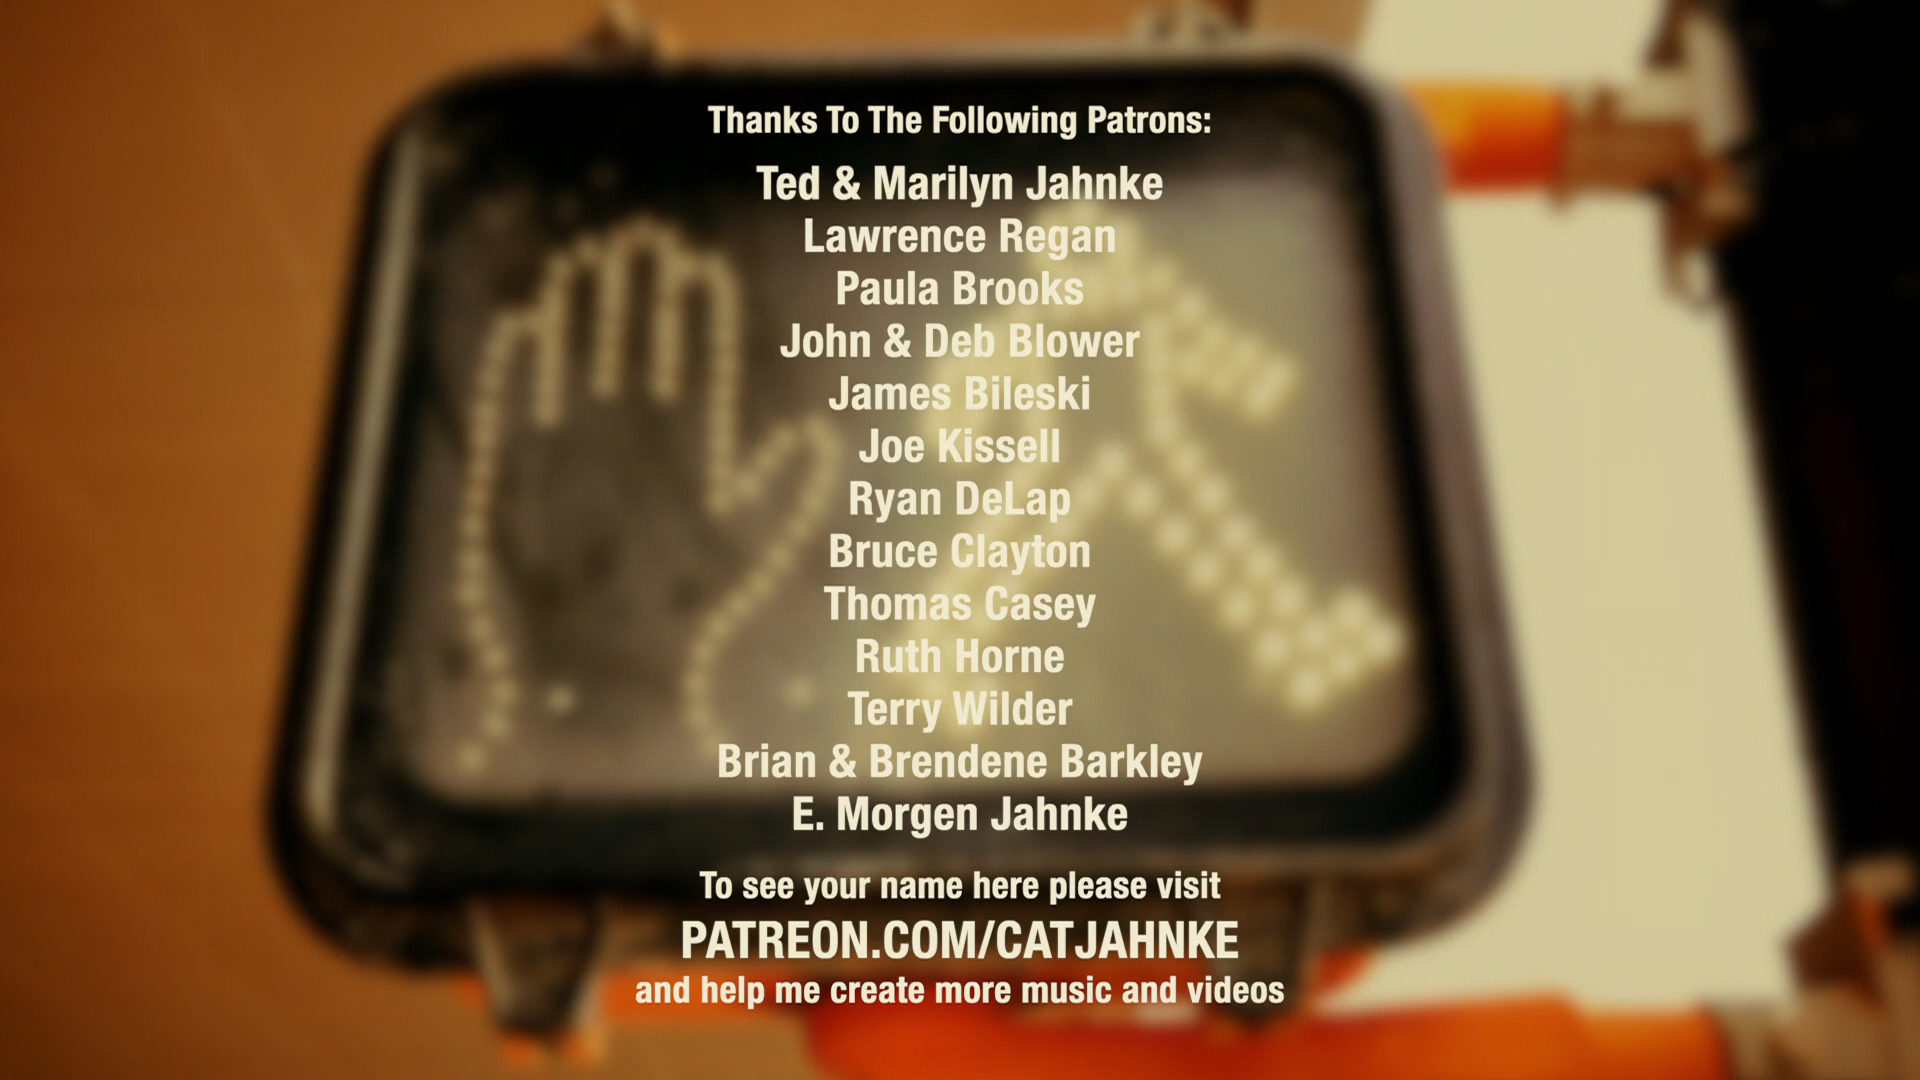 Thanks To The Following Patrons:
Ted & Marilyn Jahnke
Lawrence Regan
Paula Brooks
John & Deb Blower
James Bileski
Joe Kissell
Ryan DeLap
Bruce Clayton
Thomas Casey
Ruth Horne
Terry Wilder
Brian & Brendene Barkley
E. Morgen Jahnke
To see your name here please visit
PATREON.COM/CATJAHNKE
and help me create more music and videos